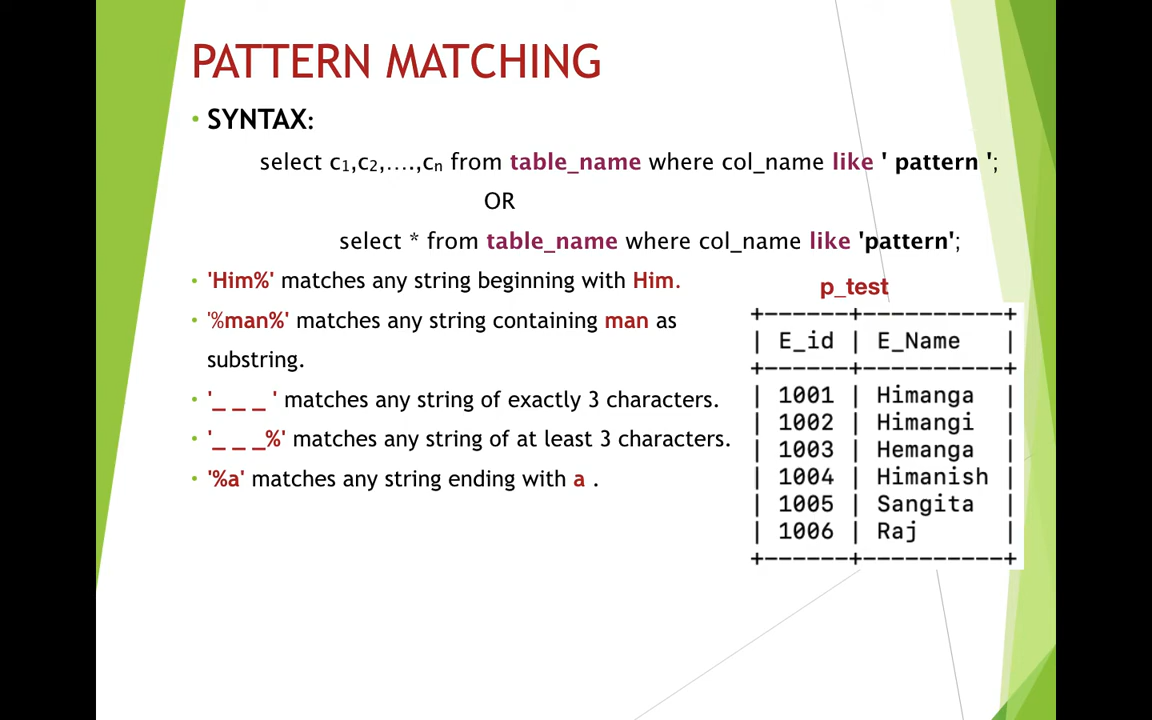 PATTERN MATCHING
• SYNTAX:
select c1,c2,....,cn from table_name where col_name like ' pattern ';
OR
select * from table_name where col_name like 'pattern';
• 'Him%' matches any string beginning with Him.
• '%man%' matches any string containing man as
substring.
• '_ _ _ ' matches any string of exactly 3 characters.
• '_ _ _%' matches any string of at least 3 characters.
• '%a' matches any string ending with a .
p_test
+------+-----------+
| E_id | E_Name    |
+------+-----------+
| 1001 | Himanga   |
| 1002 | Himangi   |
| 1003 | Hemanga   |
| 1004 | Himanish  |
| 1005 | Sangita   |
| 1006 | Raj       |
+------+-----------+